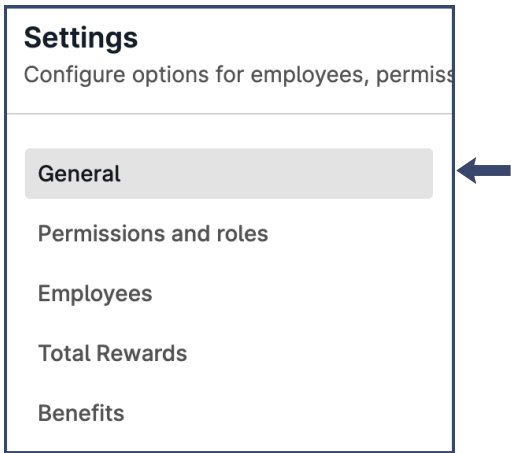 Settings
Configure options for employees, permiss
General
Permissions and roles
Employees
Total Rewards
Benefits